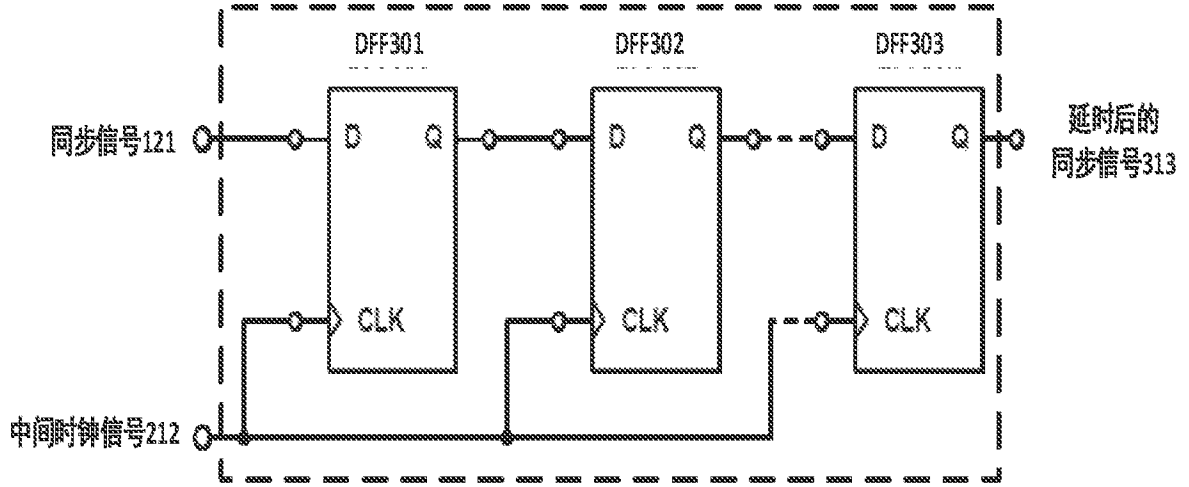 DFF301
DFF302
DFF303
同步信号121
D
Q
D
Q
D
Q
延时后的
同步信号313
CLK
CLK
CLK
中间时钟信号212